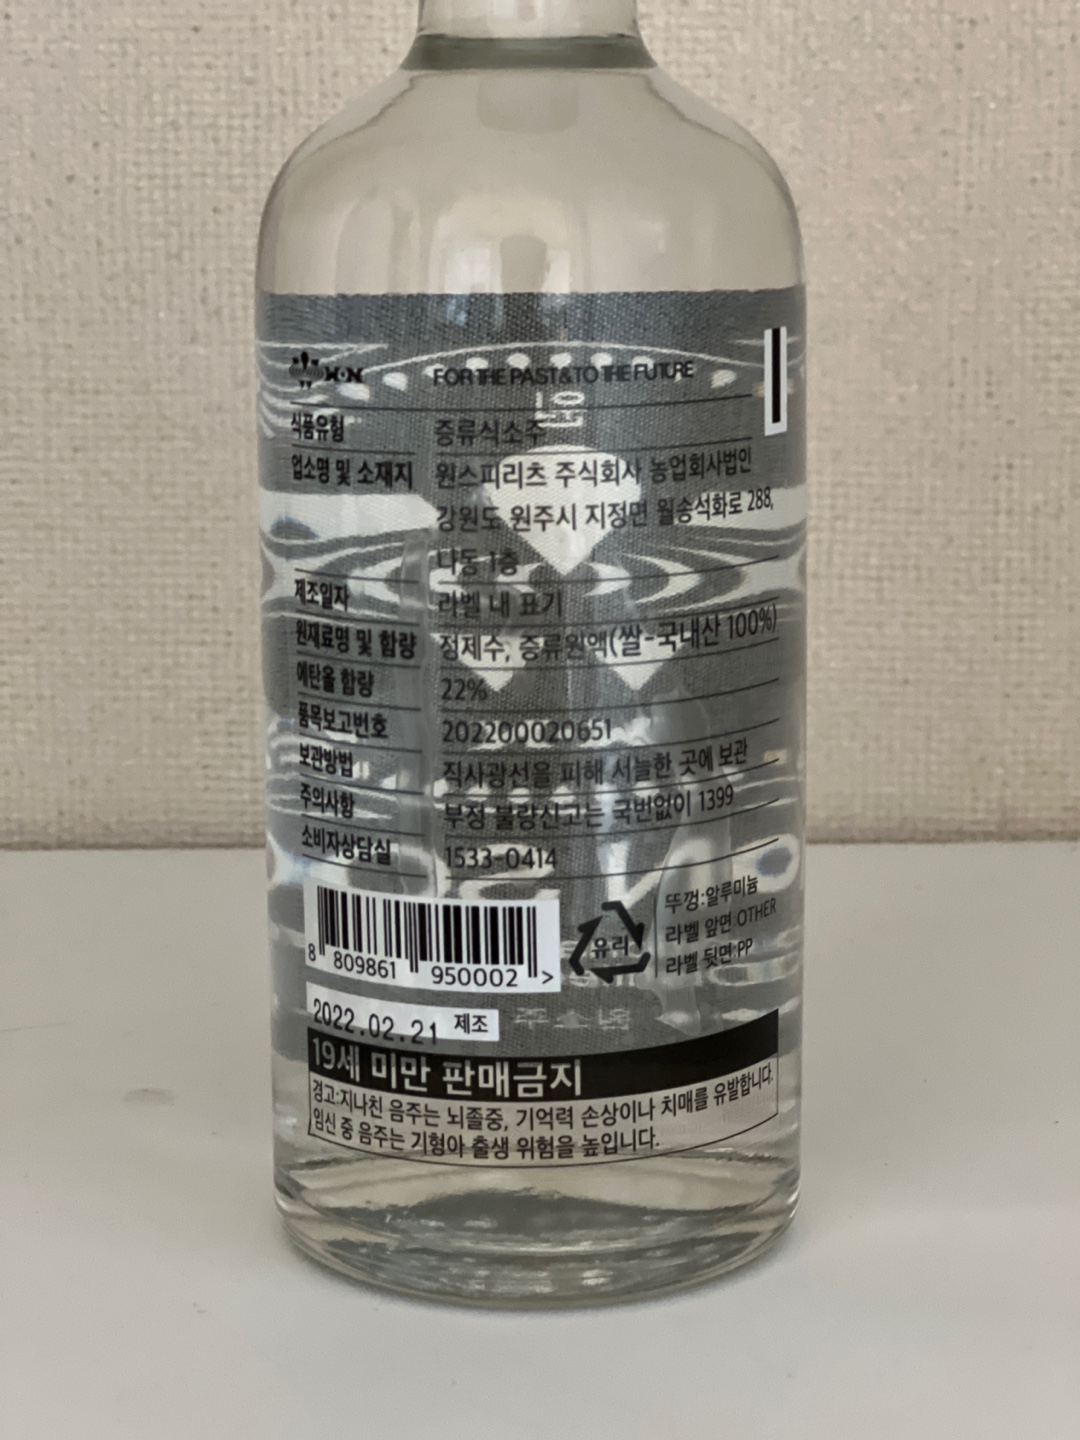 W·N FOR THE PAST & TO THE FUTURE
식품유형 증류식소주
업소명 및 소재지 원스피리츠 주식회사 농업회사법인
강원도 원주시 지정면 월송석화로 288,
나동 1층
제조일자 라벨 내 표기
원재료명 및 함량 정제수, 증류원액(쌀-국내산 100%)
에탄올 함량 22%
품목보고번호 202200020651
보관방법 직사광선을 피해 서늘한 곳에 보관
주의사항 부정 불량신고는 국번없이 1399
소비자상담실 1533-0414
8 809861 950002 >
유리
뚜껑:알루미늄
라벨 앞면:OTHER
라벨 뒷면:PP
2022.02.21 제조
19세 미만 판매금지
경고:지나친 음주는 뇌졸중, 기억력 손상이나 치매를 유발합니다.
임신 중 음주는 기형아 출생 위험을 높입니다.